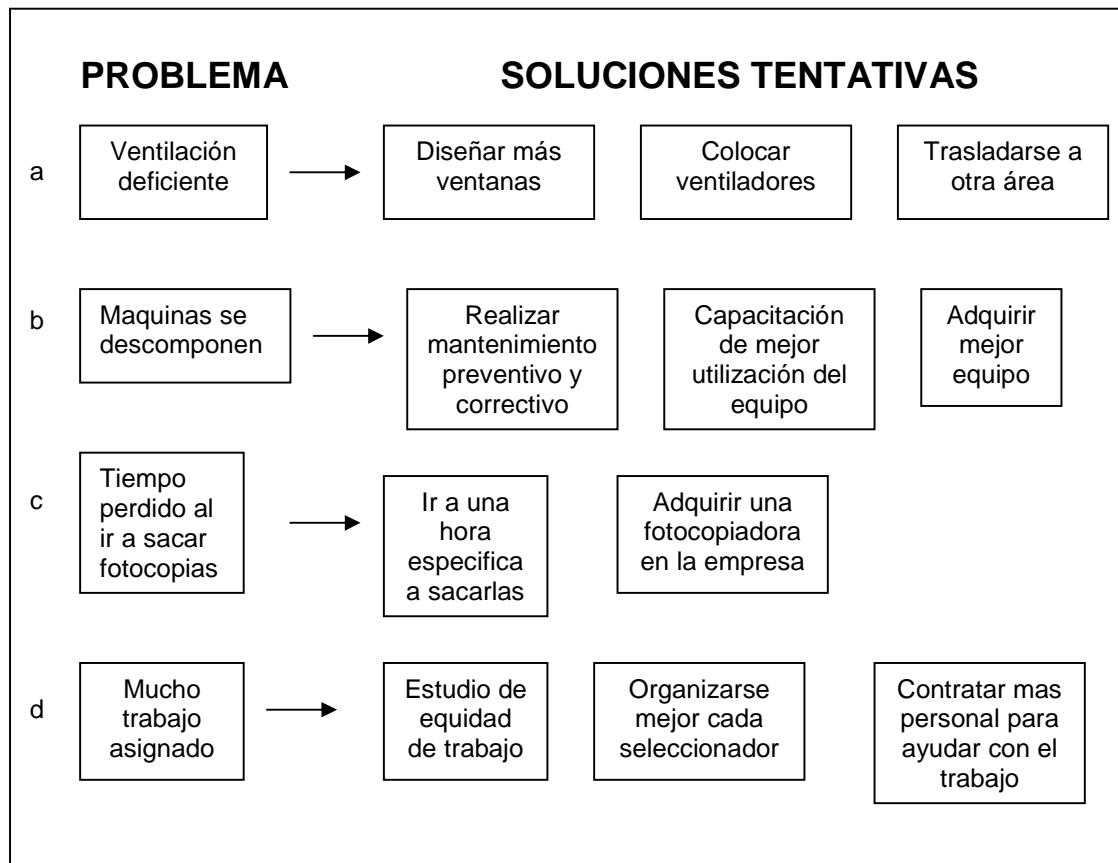 PROBLEMA
SOLUCIONES TENTATIVAS
a
Ventilación
deficiente
Diseñar más
ventanas
Colocar
ventiladores
Trasladarse a
otra área
b
Maquinas se
descomponen
Realizar
mantenimiento
preventivo y
correctivo
Capacitación
de mejor
utilización del
equipo
Adquirir
mejor
equipo
c
Tiempo
perdido al
ir a sacar
fotocopias
Ir a una
hora
especifica
a sacarlas
Adquirir una
fotocopiadora
en la empresa
d
Mucho
trabajo
asignado
Estudio de
equidad
de trabajo
Organizarse
mejor cada
seleccionador
Contratar mas
personal para
ayudar con el
trabajo